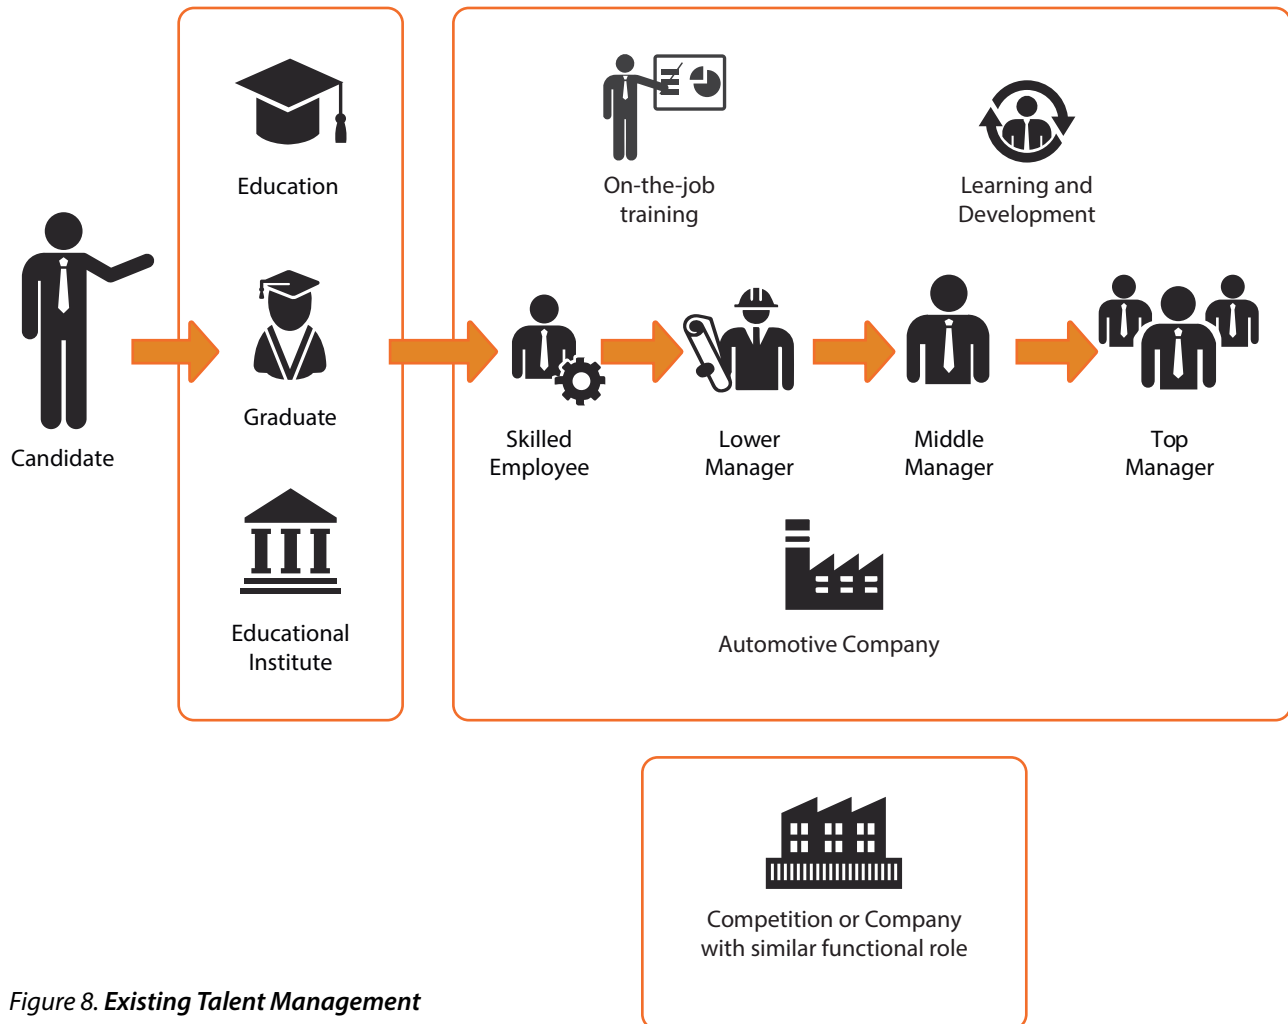 Education
On-the-job
training
Learning and
Development
Candidate
Graduate
Skilled
Employee
Lower
Manager
Middle
Manager
Top
Manager
Educational
Institute
Automotive Company
Competition or Company
with similar functional role
Figure 8. Existing Talent Management